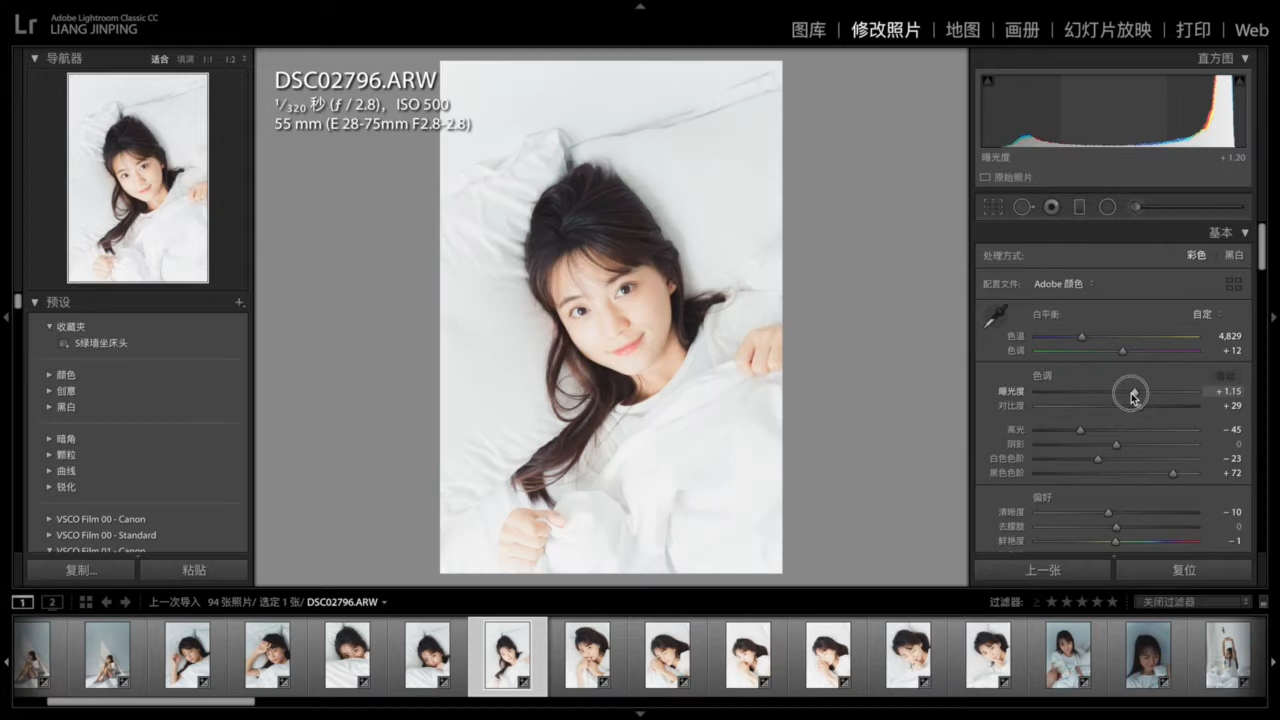 Lr
Adobe Lightroom Classic CC
LIANG JINPING
图库 | 修改照片 | 地图 | 画册 | 幻灯片放映 | 打印 | Web
导航器 适合 填满 1:1 1:2
预设
收藏夹
S绿墙坐床头
颜色
创意
黑白
暗角
颗粒
曲线
锐化
VSCO Film 00 - Canon
VSCO Film 00 - Standard
VSCO Film 01 - Canon
复制... 粘贴
DSC02796.ARW
1/320 秒 (ƒ / 2.8)， ISO 500
55 mm (E 28-75mm F2.8-2.8)
直方图
曝光度 + 1.20
原始照片
基本
处理方式: 彩色 黑白
配置文件: Adobe 颜色
白平衡: 自定
色温 4,829
色调 + 12
色调 自动
曝光度 + 1.15
对比度 + 29
高光 − 45
阴影 0
白色色阶 − 23
黑色色阶 + 72
偏好
清晰度 − 10
去朦胧 0
鲜艳度 − 1
上一张 复位
1 2 上一次导入 94 张照片/ 选定 1 张/ DSC02796.ARW
过滤器: ≥ ★★★★★ 关闭过滤器